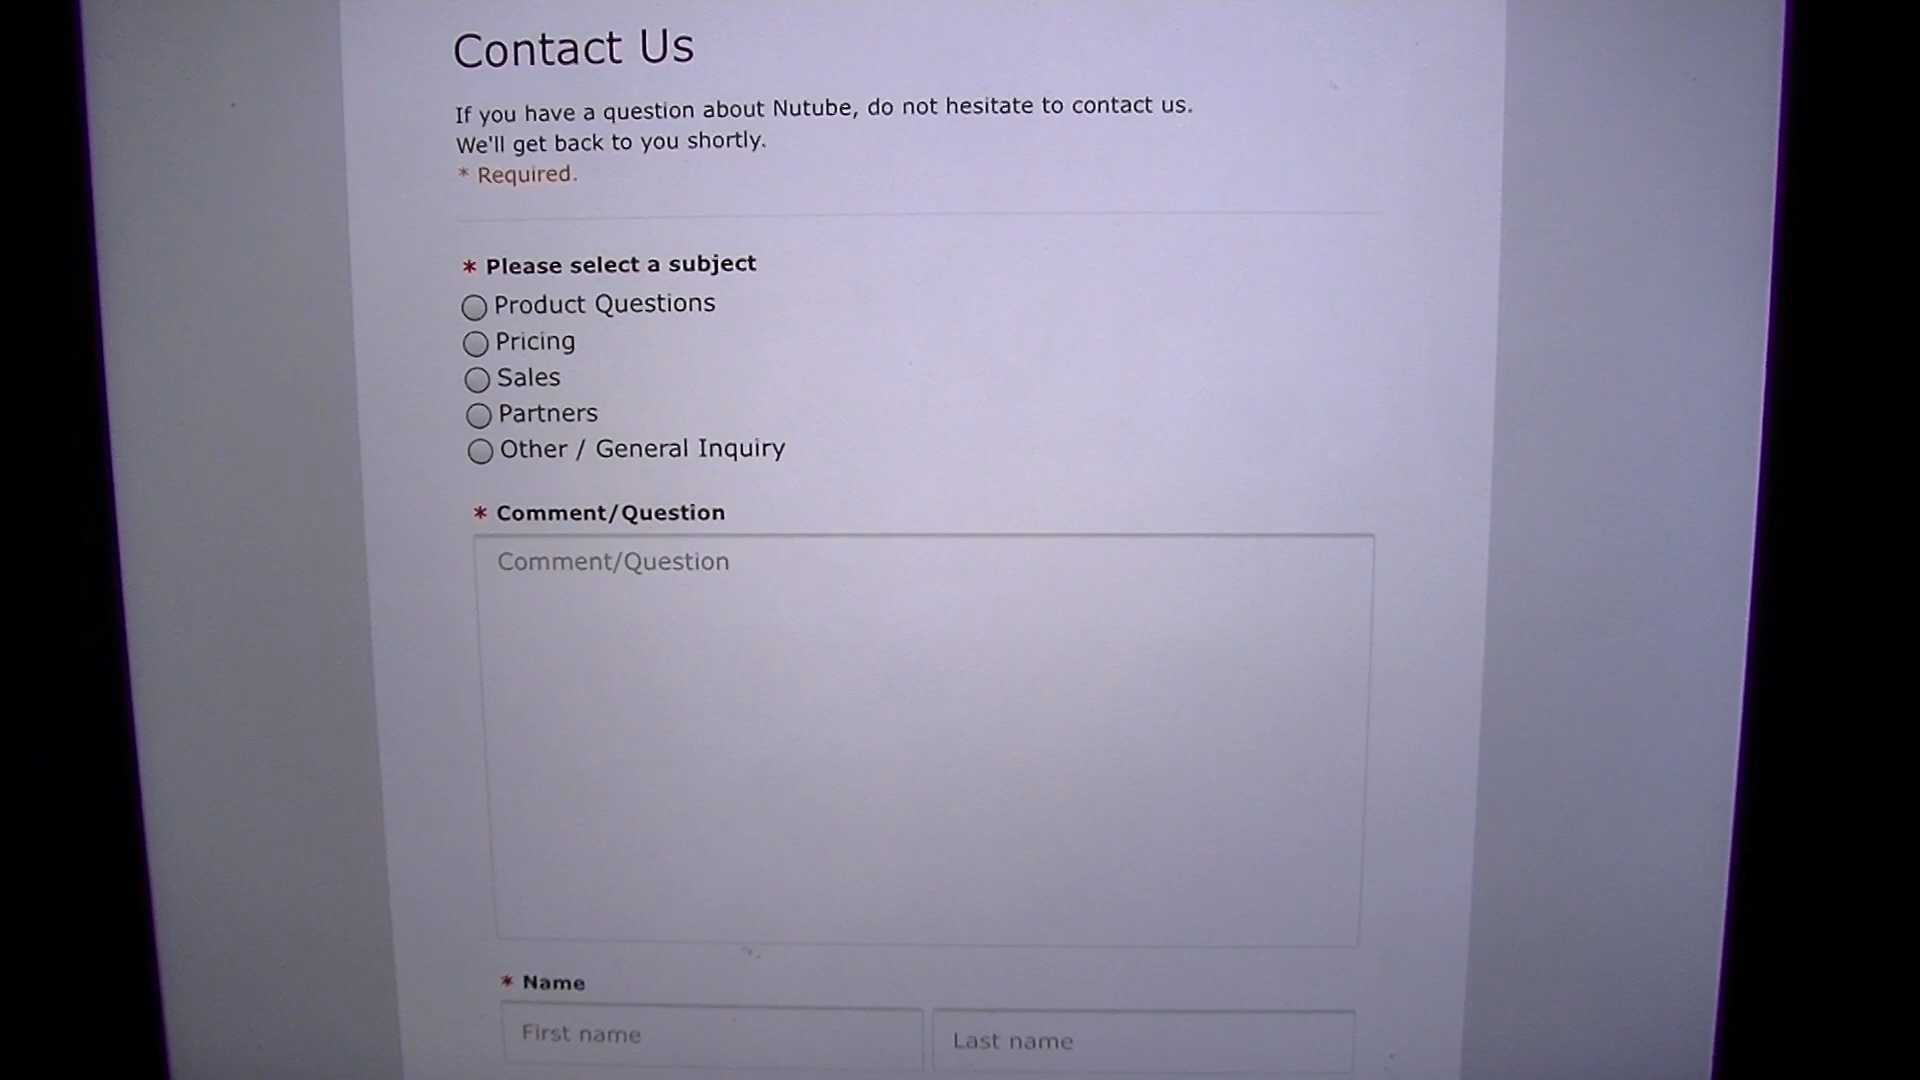 Contact Us
If you have a question about Nutube, do not hesitate to contact us.
We'll get back to you shortly.
* Required.
* Please select a subject
Product Questions
Pricing
Sales
Partners
Other / General Inquiry
* Comment/Question
Comment/Question
* Name
First name
Last name